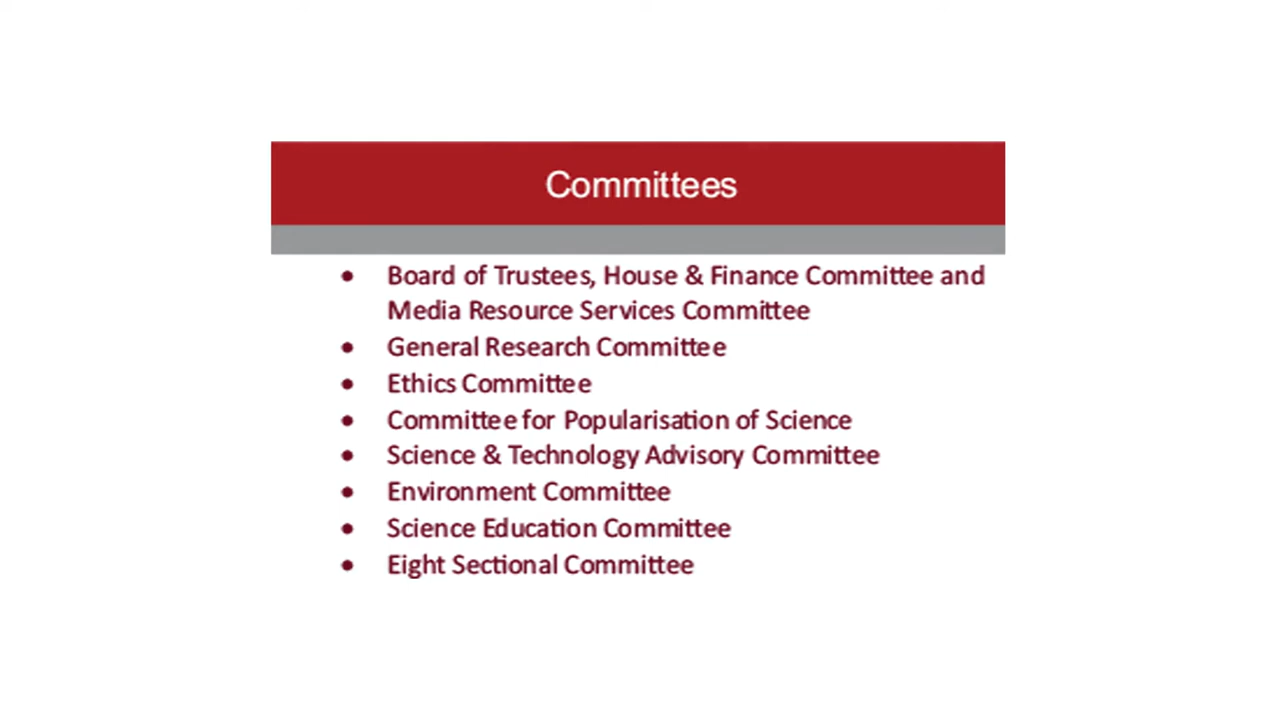 Committees
• Board of Trustees, House & Finance Committee and
Media Resource Services Committee
• General Research Committee
• Ethics Committee
• Committee for Popularisation of Science
• Science & Technology Advisory Committee
• Environment Committee
• Science Education Committee
• Eight Sectional Committee